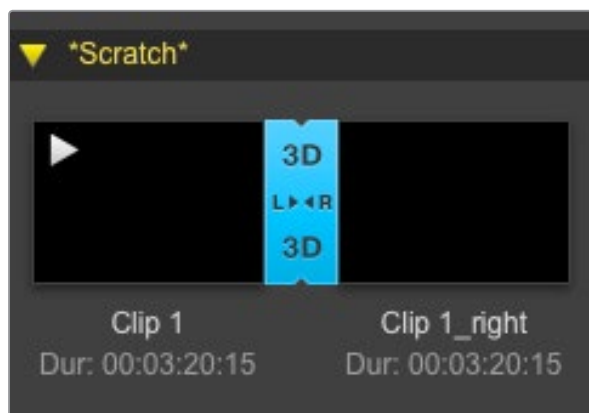 *Scratch*
3D
L R
3D
Clip 1
Clip 1_right
Dur: 00:03:20:15
Dur: 00:03:20:15